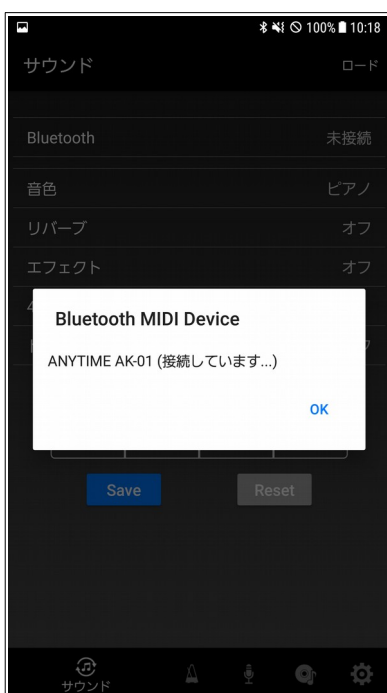 100% 10:18
サウンド ロード
Bluetooth 未接続
音色 ピアノ
リバーブ オフ
エフェクト オフ
Bluetooth MIDI Device
ANYTIME AK-01 (接続しています...)
OK
Save Reset
サウンド